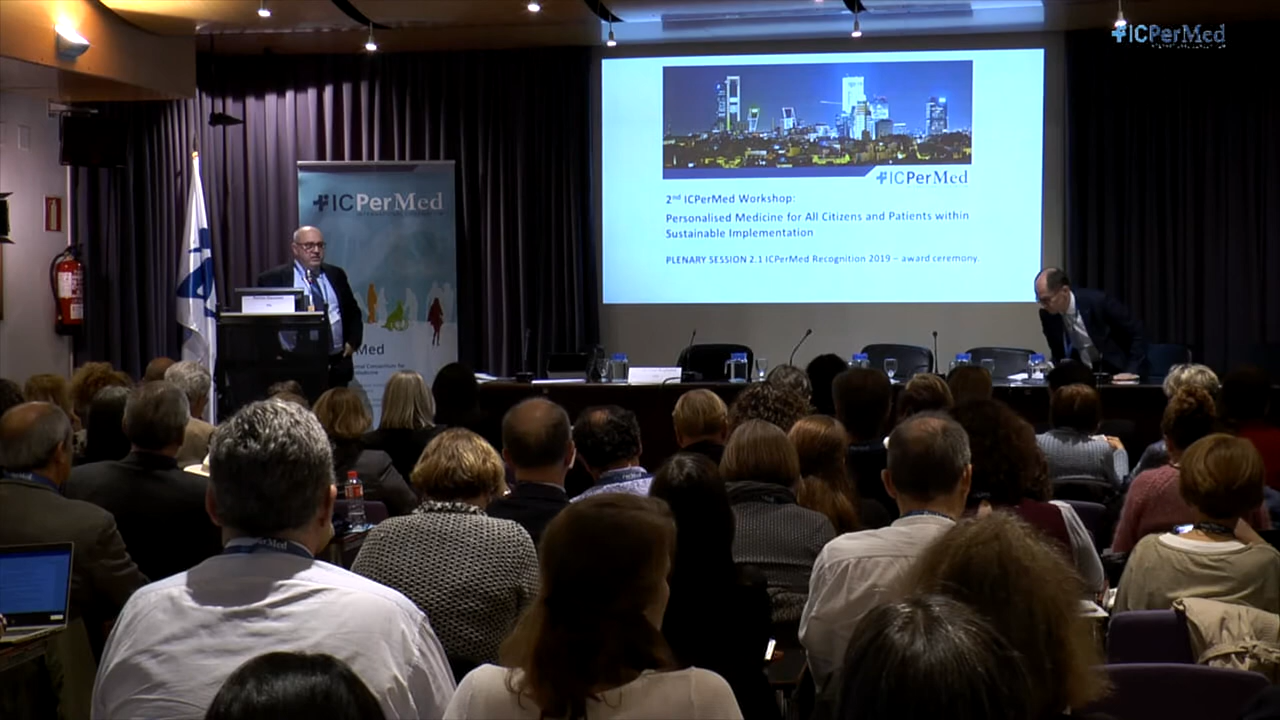 ICPerMed
ICPerMed
2nd ICPerMed Workshop:
Personalised Medicine for All Citizens and Patients within
Sustainable Implementation
PLENARY SESSION 2.1 ICPerMed Recognition 2019 – award ceremony.
ICPerMed
Med